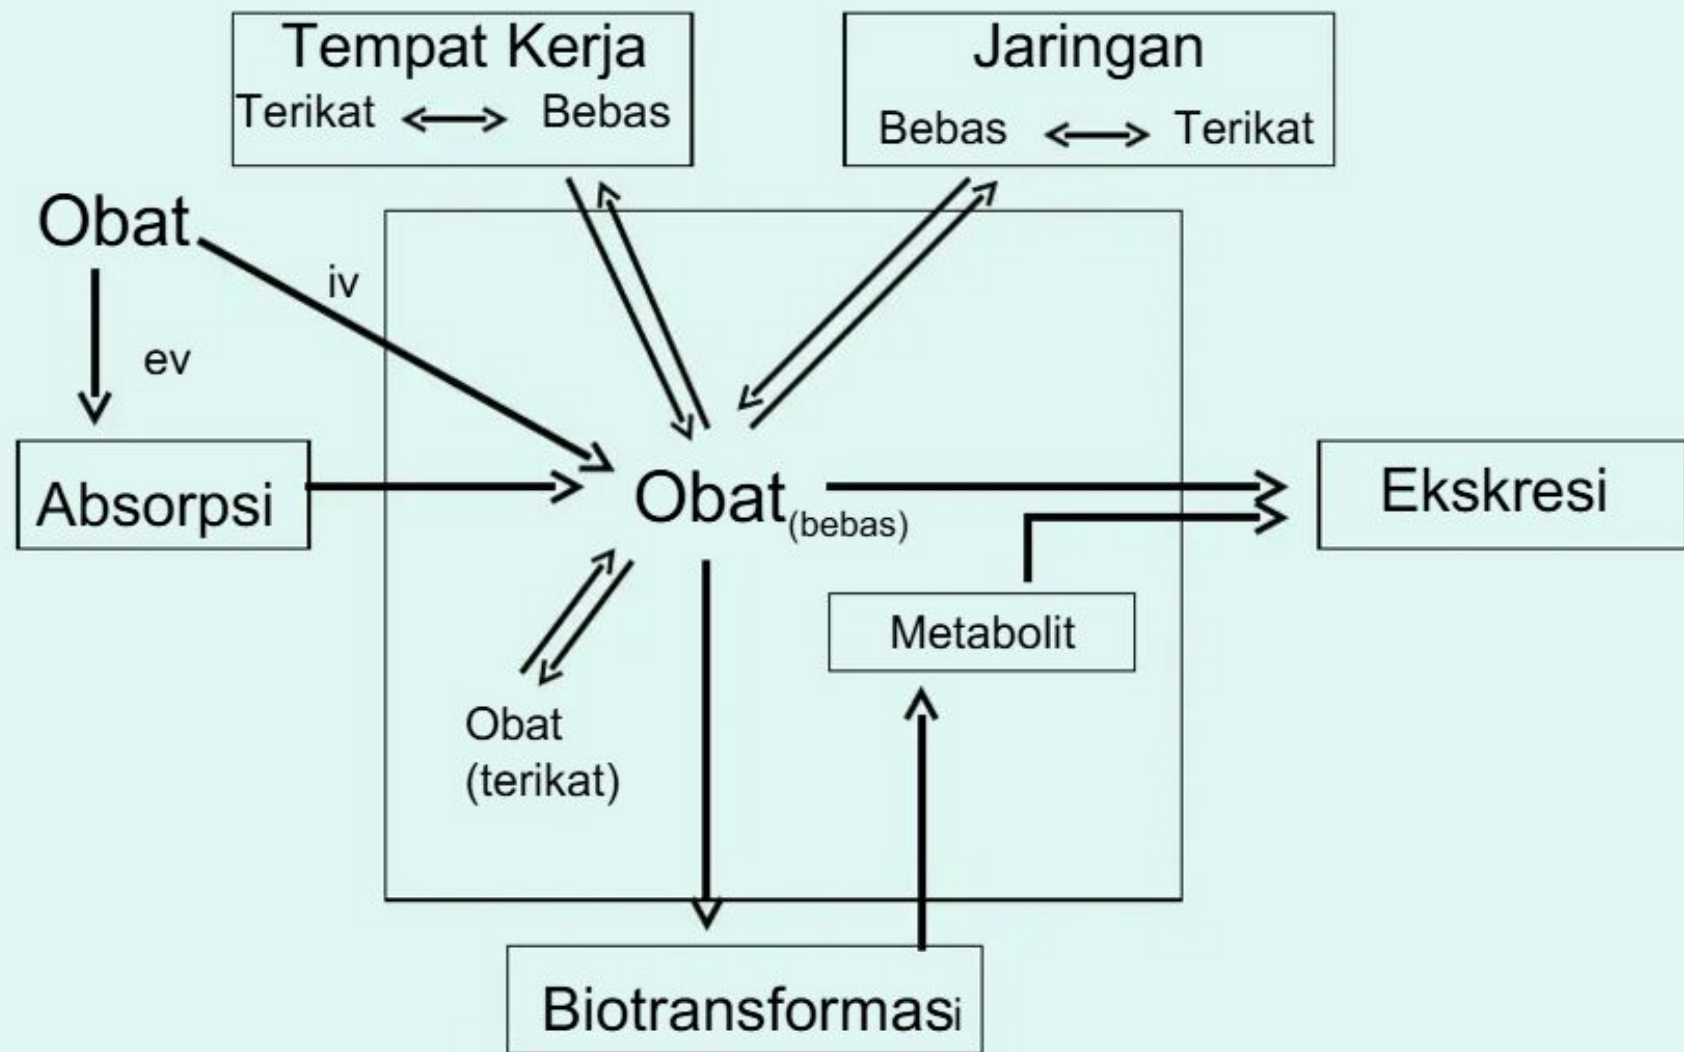 Tempat Kerja
Terikat Bebas
Jaringan
Bebas Terikat
Obat
iv
ev
Absorpsi
Obat (bebas)
Ekskresi
Metabolit
Obat
(terikat)
Biotransformasi